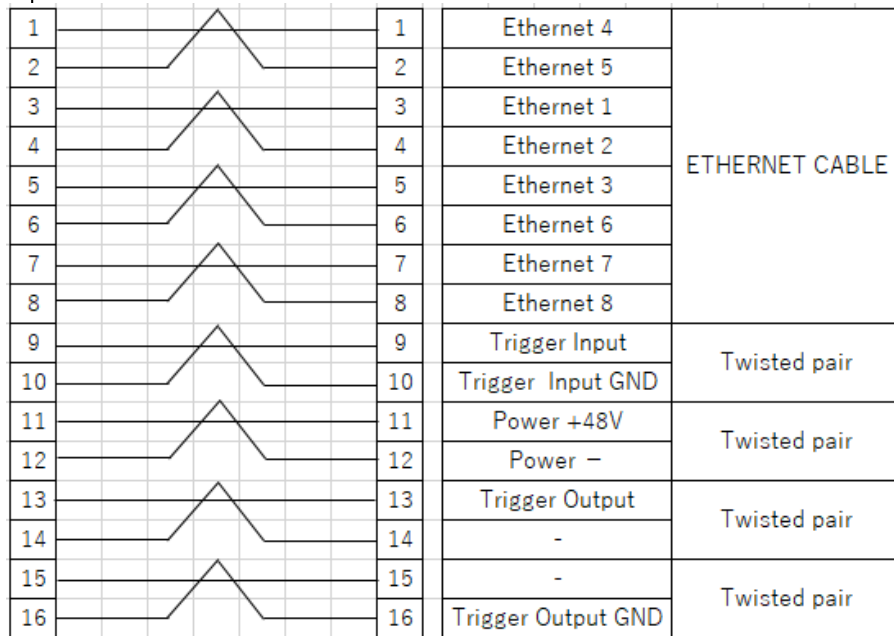 1 1 Ethernet 4
2 2 Ethernet 5
3 3 Ethernet 1
4 4 Ethernet 2
ETHERNET CABLE
5 5 Ethernet 3
6 6 Ethernet 6
7 7 Ethernet 7
8 8 Ethernet 8
9 9 Trigger Input
Twisted pair
10 10 Trigger Input GND
11 11 Power +48V
Twisted pair
12 12 Power －
13 13 Trigger Output
Twisted pair
14 14 -
15 15 -
Twisted pair
16 16 Trigger Output GND